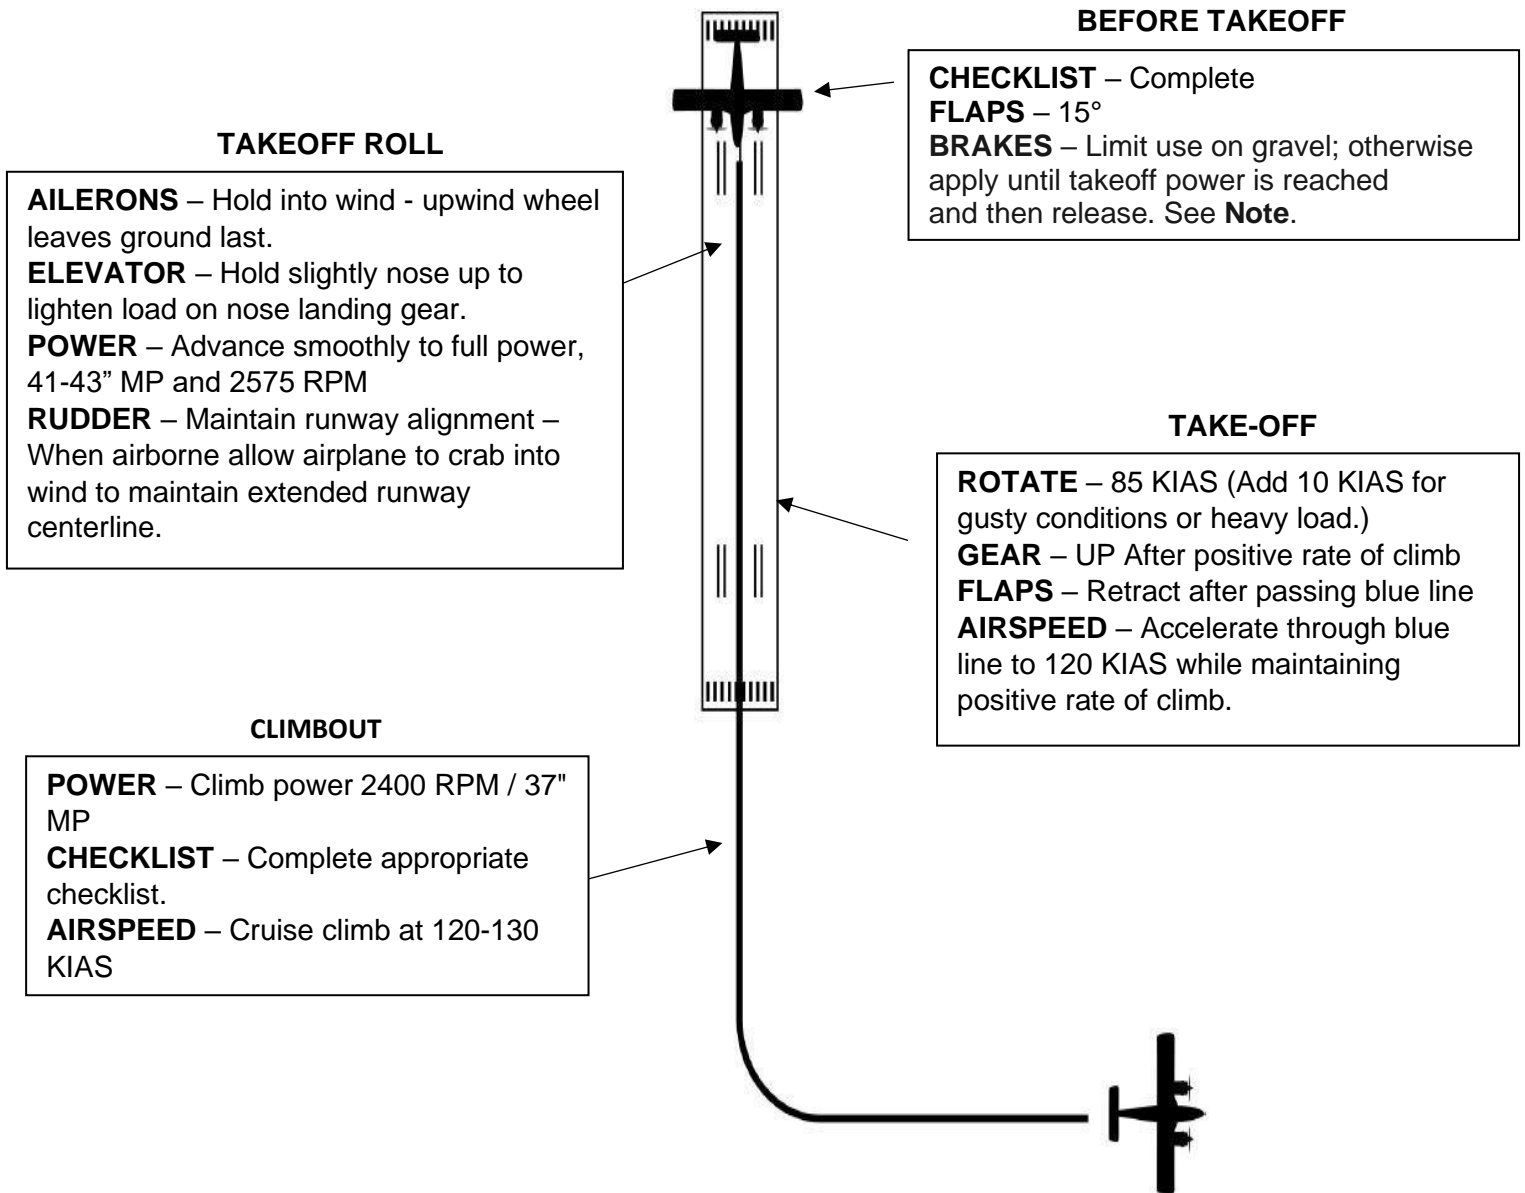 BEFORE TAKEOFF
CHECKLIST – Complete
FLAPS – 15°
BRAKES – Limit use on gravel; otherwise
apply until takeoff power is reached
and then release. See Note.
TAKEOFF ROLL
AILERONS – Hold into wind - upwind wheel
leaves ground last.
ELEVATOR – Hold slightly nose up to
lighten load on nose landing gear.
POWER – Advance smoothly to full power,
41-43” MP and 2575 RPM
RUDDER – Maintain runway alignment –
When airborne allow airplane to crab into
wind to maintain extended runway
centerline.
TAKE-OFF
ROTATE – 85 KIAS (Add 10 KIAS for
gusty conditions or heavy load.)
GEAR – UP After positive rate of climb
FLAPS – Retract after passing blue line
AIRSPEED – Accelerate through blue
line to 120 KIAS while maintaining
positive rate of climb.
CLIMBOUT
POWER – Climb power 2400 RPM / 37"
MP
CHECKLIST – Complete appropriate
checklist.
AIRSPEED – Cruise climb at 120-130
KIAS